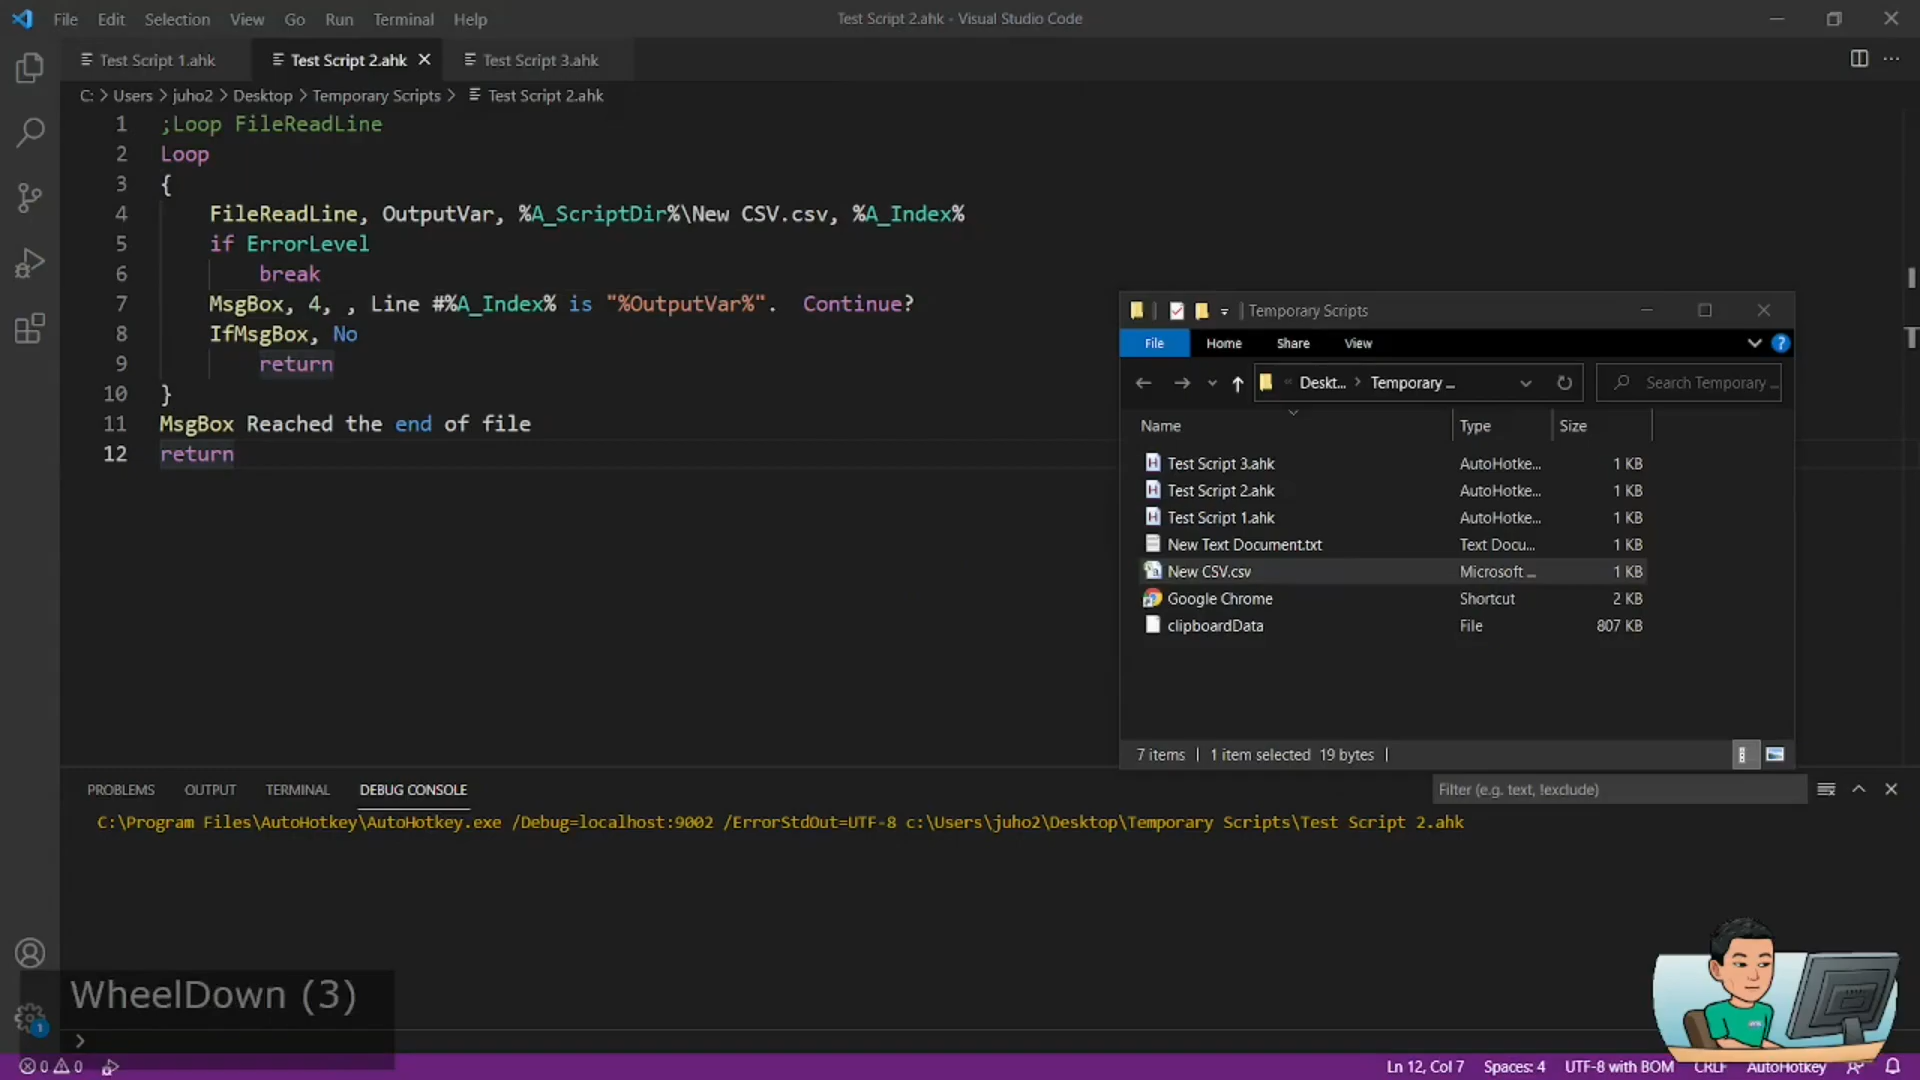 File Edit Selection View Go Run Terminal Help
Test Script 2.ahk - Visual Studio Code
Test Script 1.ahk
Test Script 2.ahk
Test Script 3.ahk
C: > Users > juho2 > Desktop > Temporary Scripts > Test Script 2.ahk
1 ;Loop FileReadLine
2 Loop
3 {
4 FileReadLine, OutputVar, %A_ScriptDir%\New CSV.csv, %A_Index%
5 if ErrorLevel
6 break
7 MsgBox, 4, , Line #%A_Index% is "%OutputVar%".  Continue?
8 IfMsgBox, No
9 return
10 }
11 MsgBox Reached the end of file
12 return
Temporary Scripts
File Home Share View
Deskt... > Temporary ...
Search Temporary ...
Name Type Size
Test Script 3.ahk AutoHotke... 1 KB
Test Script 2.ahk AutoHotke... 1 KB
Test Script 1.ahk AutoHotke... 1 KB
New Text Document.txt Text Docu... 1 KB
New CSV.csv Microsoft ... 1 KB
Google Chrome Shortcut 2 KB
clipboardData File 807 KB
7 items | 1 item selected 19 bytes |
PROBLEMS OUTPUT TERMINAL DEBUG CONSOLE
Filter (e.g. text, !exclude)
C:\Program Files\AutoHotkey\AutoHotkey.exe /Debug=localhost:9002 /ErrorStdOut=UTF-8 c:\Users\juho2\Desktop\Temporary Scripts\Test Script 2.ahk
WheelDown (3)
1
>
0 0
Ln 12, Col 7 Spaces: 4 UTF-8 with BOM CRLF AutoHotkey